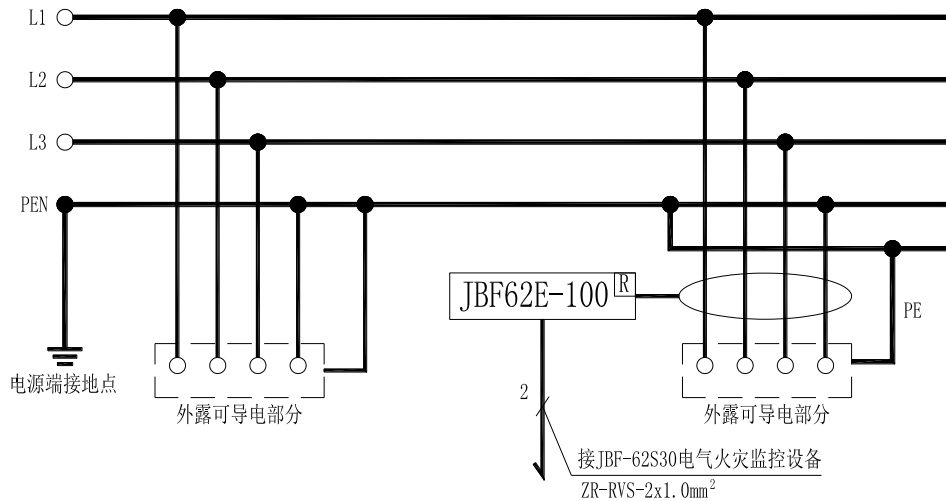 L1
L2
L3
PEN
JBF62E-100
R
PE
电源端接地点
外露可导电部分
2
外露可导电部分
接JBF-62S30电气火灾监控设备
ZR-RVS-2x1.0mm²